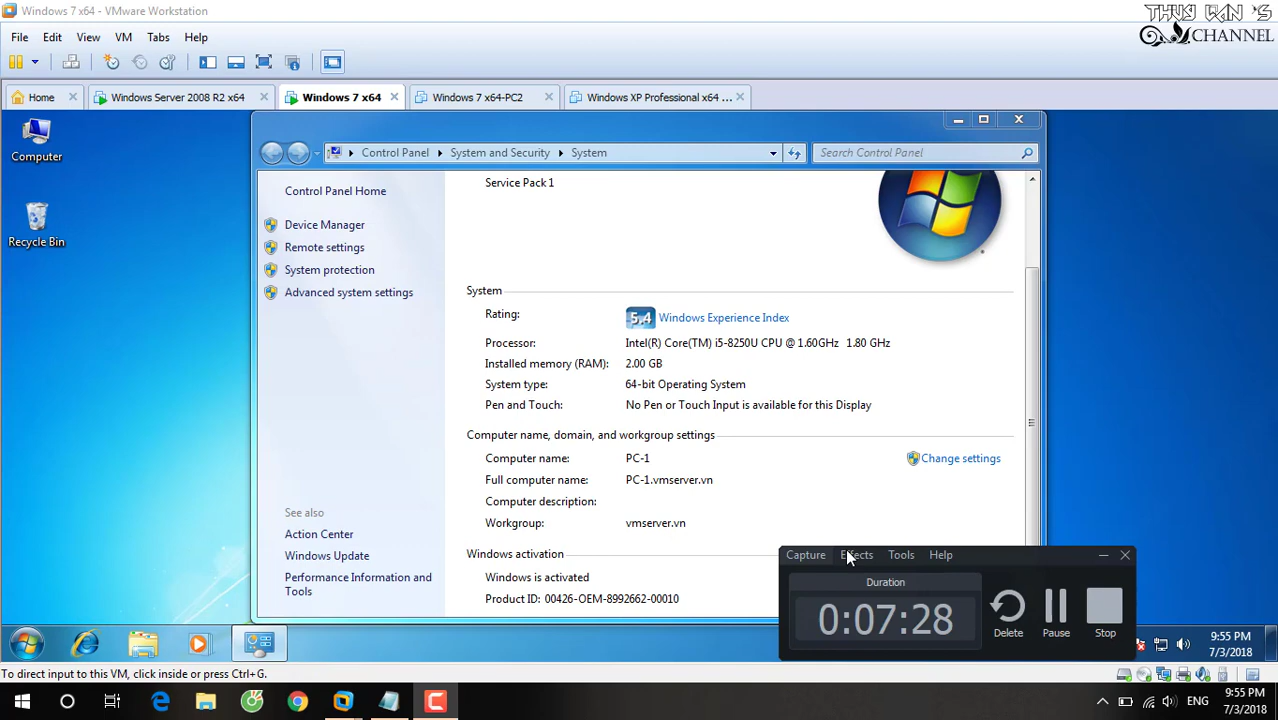 Windows 7 x64 - VMware Workstation
THUY WIN'S
CHANNEL
File Edit View VM Tabs Help
Home Windows Server 2008 R2 x64 Windows 7 x64 Windows 7 x64-PC2 Windows XP Professional x64 ...
Computer
Recycle Bin
Control Panel System and Security System
Search Control Panel
Control Panel Home
Device Manager
Remote settings
System protection
Advanced system settings
See also
Action Center
Windows Update
Performance Information and
Tools
Service Pack 1
System
Rating: 5.4 Windows Experience Index
Processor: Intel(R) Core(TM) i5-8250U CPU @ 1.60GHz 1.80 GHz
Installed memory (RAM): 2.00 GB
System type: 64-bit Operating System
Pen and Touch: No Pen or Touch Input is available for this Display
Computer name, domain, and workgroup settings
Computer name: PC-1
Change settings
Full computer name: PC-1.vmserver.vn
Computer description:
Workgroup: vmserver.vn
Windows activation
Windows is activated
Product ID: 00426-OEM-8992662-00010
Capture Effects Tools Help
Duration
0:07:28
Delete Pause Stop
9:55 PM
7/3/2018
To direct input to this VM, click inside or press Ctrl+G.
ENG
9:55 PM
7/3/2018